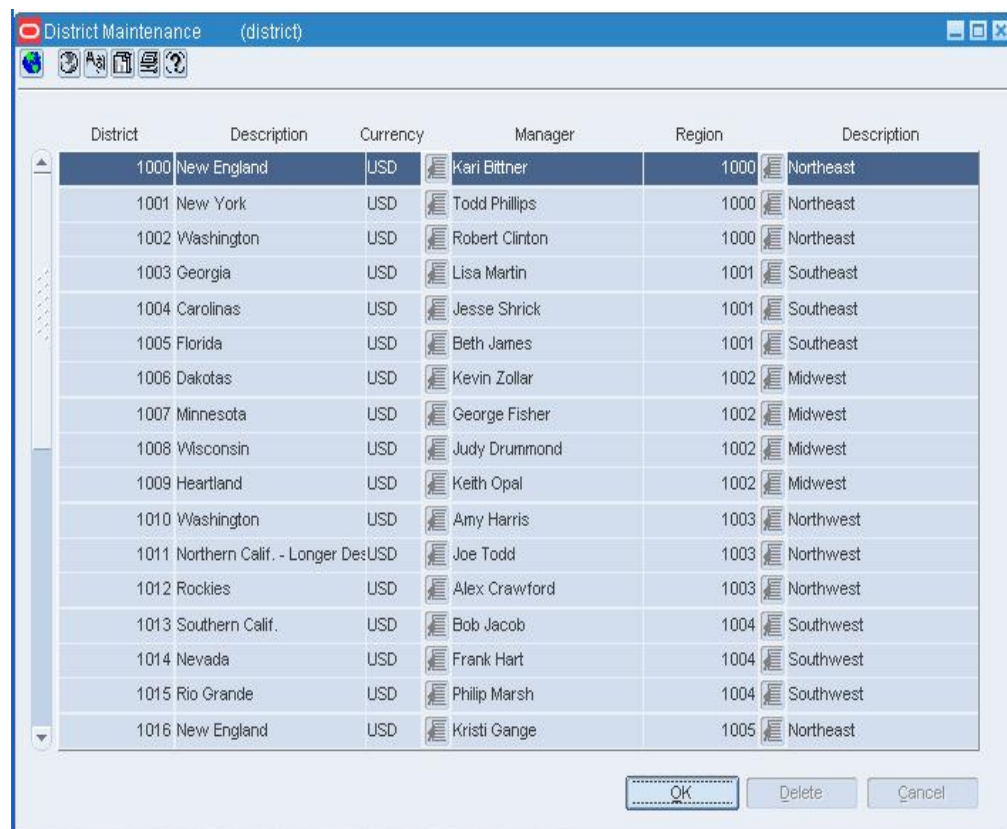 District Maintenance (district)
District Description Currency Manager Region Description
1000 New England USD Kari Bittner 1000 Northeast
1001 New York USD Todd Phillips 1000 Northeast
1002 Washington USD Robert Clinton 1000 Northeast
1003 Georgia USD Lisa Martin 1001 Southeast
1004 Carolinas USD Jesse Shrick 1001 Southeast
1005 Florida USD Beth James 1001 Southeast
1006 Dakotas USD Kevin Zollar 1002 Midwest
1007 Minnesota USD George Fisher 1002 Midwest
1008 Wisconsin USD Judy Drummond 1002 Midwest
1009 Heartland USD Keith Opal 1002 Midwest
1010 Washington USD Amy Harris 1003 Northwest
1011 Northern Calif. - Longer Des USD Joe Todd 1003 Northwest
1012 Rockies USD Alex Crawford 1003 Northwest
1013 Southern Calif. USD Bob Jacob 1004 Southwest
1014 Nevada USD Frank Hart 1004 Southwest
1015 Rio Grande USD Philip Marsh 1004 Southwest
1016 New England USD Kristi Gange 1005 Northeast
OK Delete Cancel